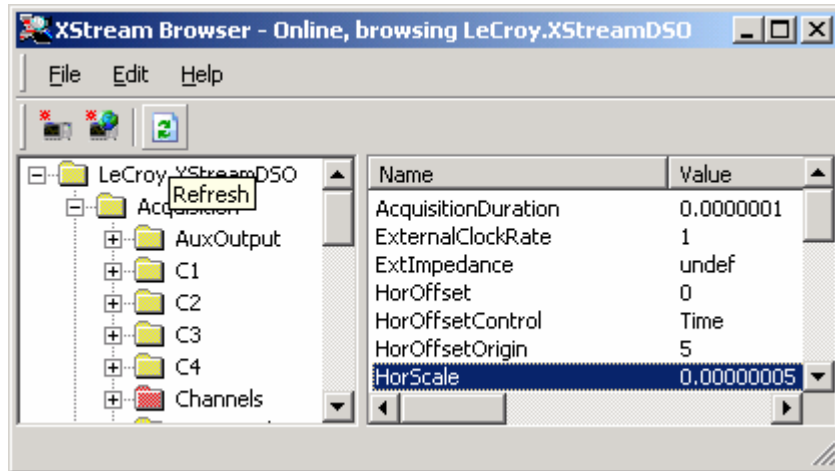 XStream Browser - Online, browsing LeCroy.XStreamDSO
File Edit Help
LeCroy.XStreamDSO
Refresh
Acquisition
AuxOutput
C1
C2
C3
C4
Channels
Name Value
AcquisitionDuration 0.0000001
ExternalClockRate 1
ExtImpedance undef
HorOffset 0
HorOffsetControl Time
HorOffsetOrigin 5
HorScale 0.00000005